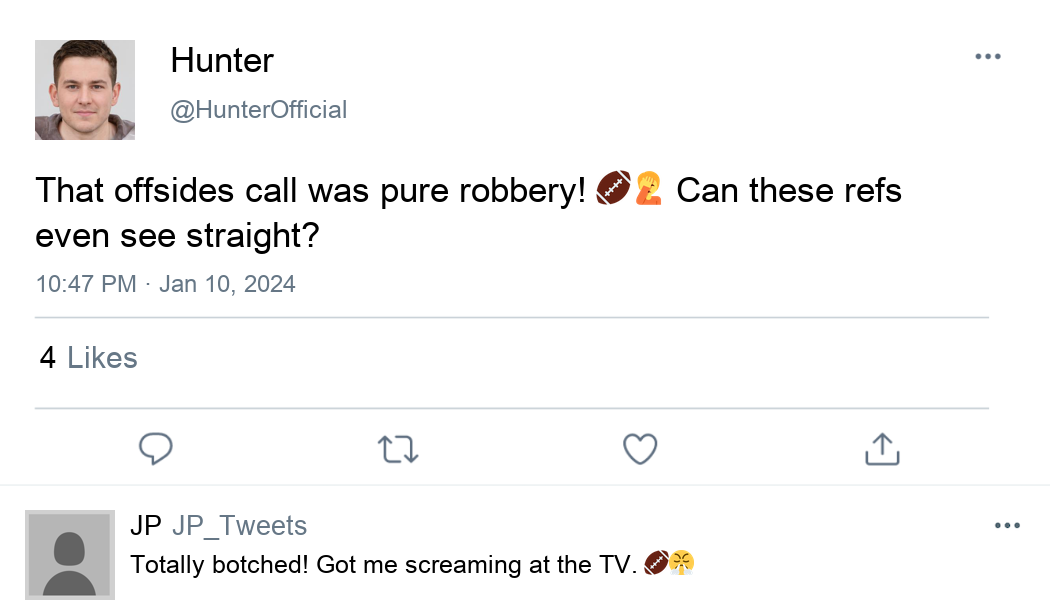 Hunter
@HunterOfficial
That offsides call was pure robbery! 🏈🤦 Can these refs
even see straight?
10:47 PM · Jan 10, 2024
4 Likes
JP JP_Tweets
Totally botched! Got me screaming at the TV. 🏈😤